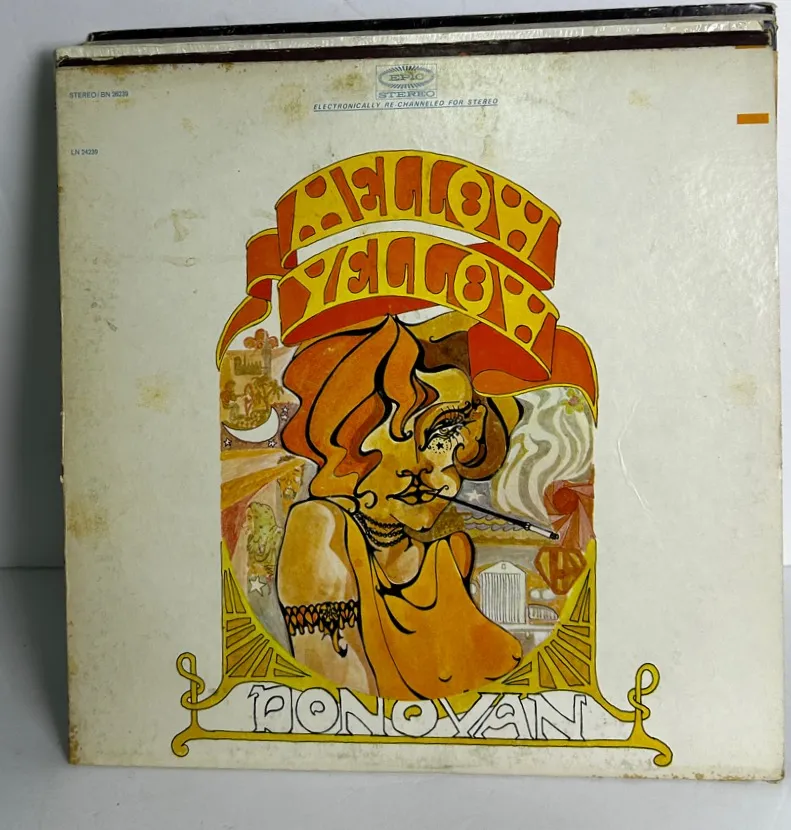 EPIC
STEREO
STEREO | BN 26239
ELECTRONICALLY RE-CHANNELED FOR STEREO
LN 24239
MELLOW
YELLOW
DONOVAN